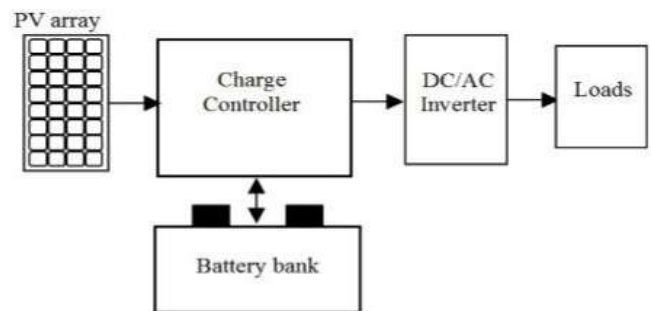 PV array
Charge
Controller
DC/AC
Inverter
Loads
Battery bank